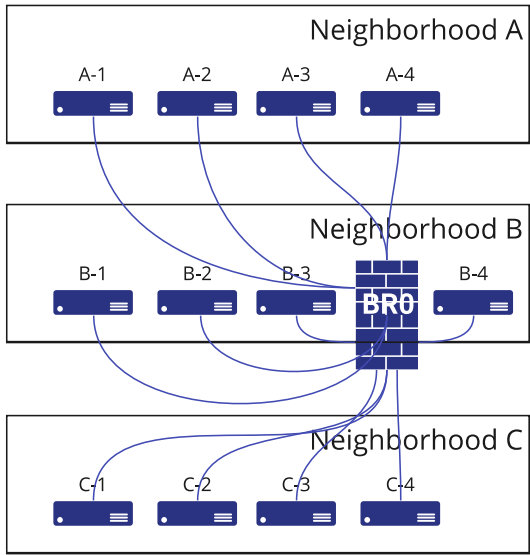 Neighborhood A
A-1 A-2 A-3 A-4
Neighborhood B
B-1 B-2 B-3 B-4
BR0
Neighborhood C
C-1 C-2 C-3 C-4